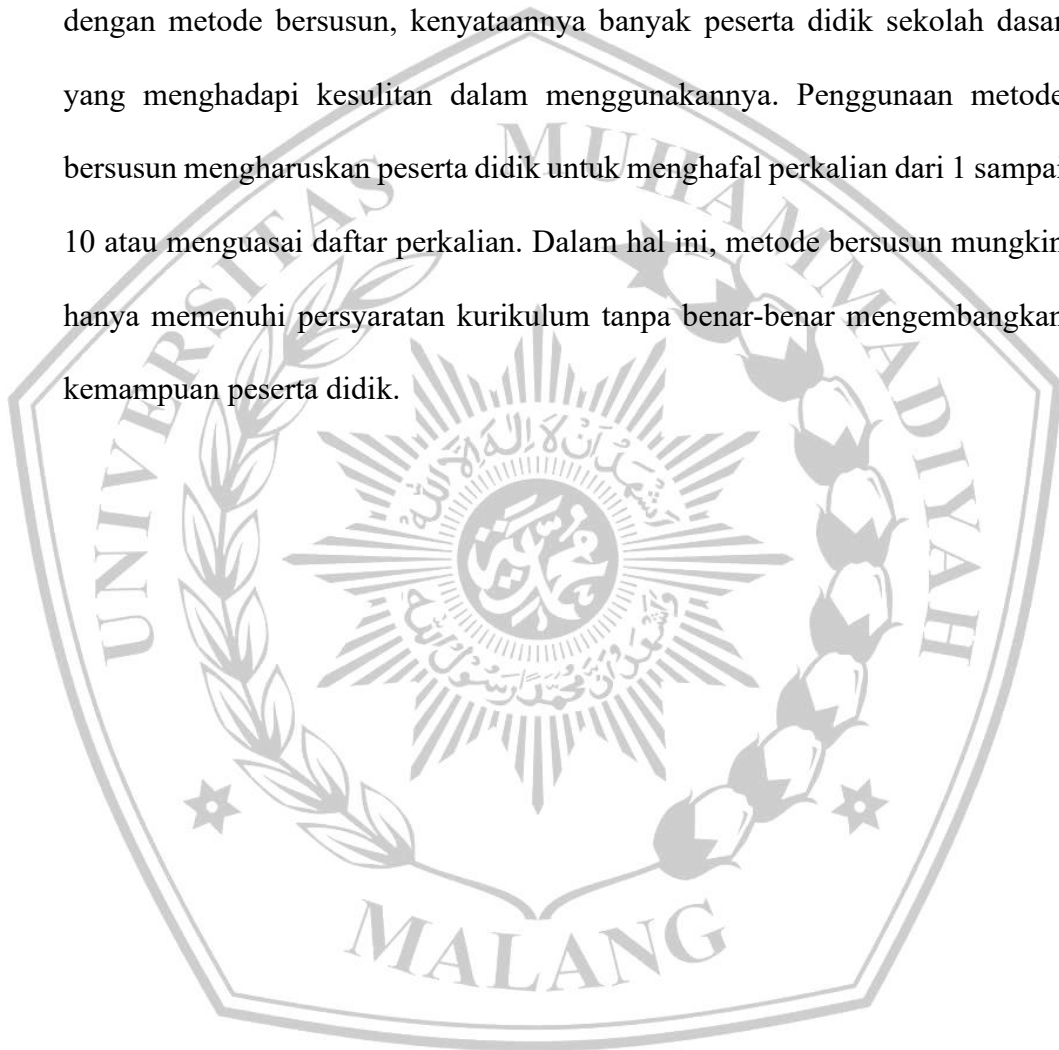 dengan metode bersusun, kenyataannya banyak peserta didik sekolah dasar
yang menghadapi kesulitan dalam menggunakannya. Penggunaan metode
bersusun mengharuskan peserta didik untuk menghafal perkalian dari 1 sampai
10 atau menguasai daftar perkalian. Dalam hal ini, metode bersusun mungkin
hanya memenuhi persyaratan kurikulum tanpa benar-benar mengembangkan
kemampuan peserta didik.
UNIVERSITAS MUHAMMADIYAH
MALANG